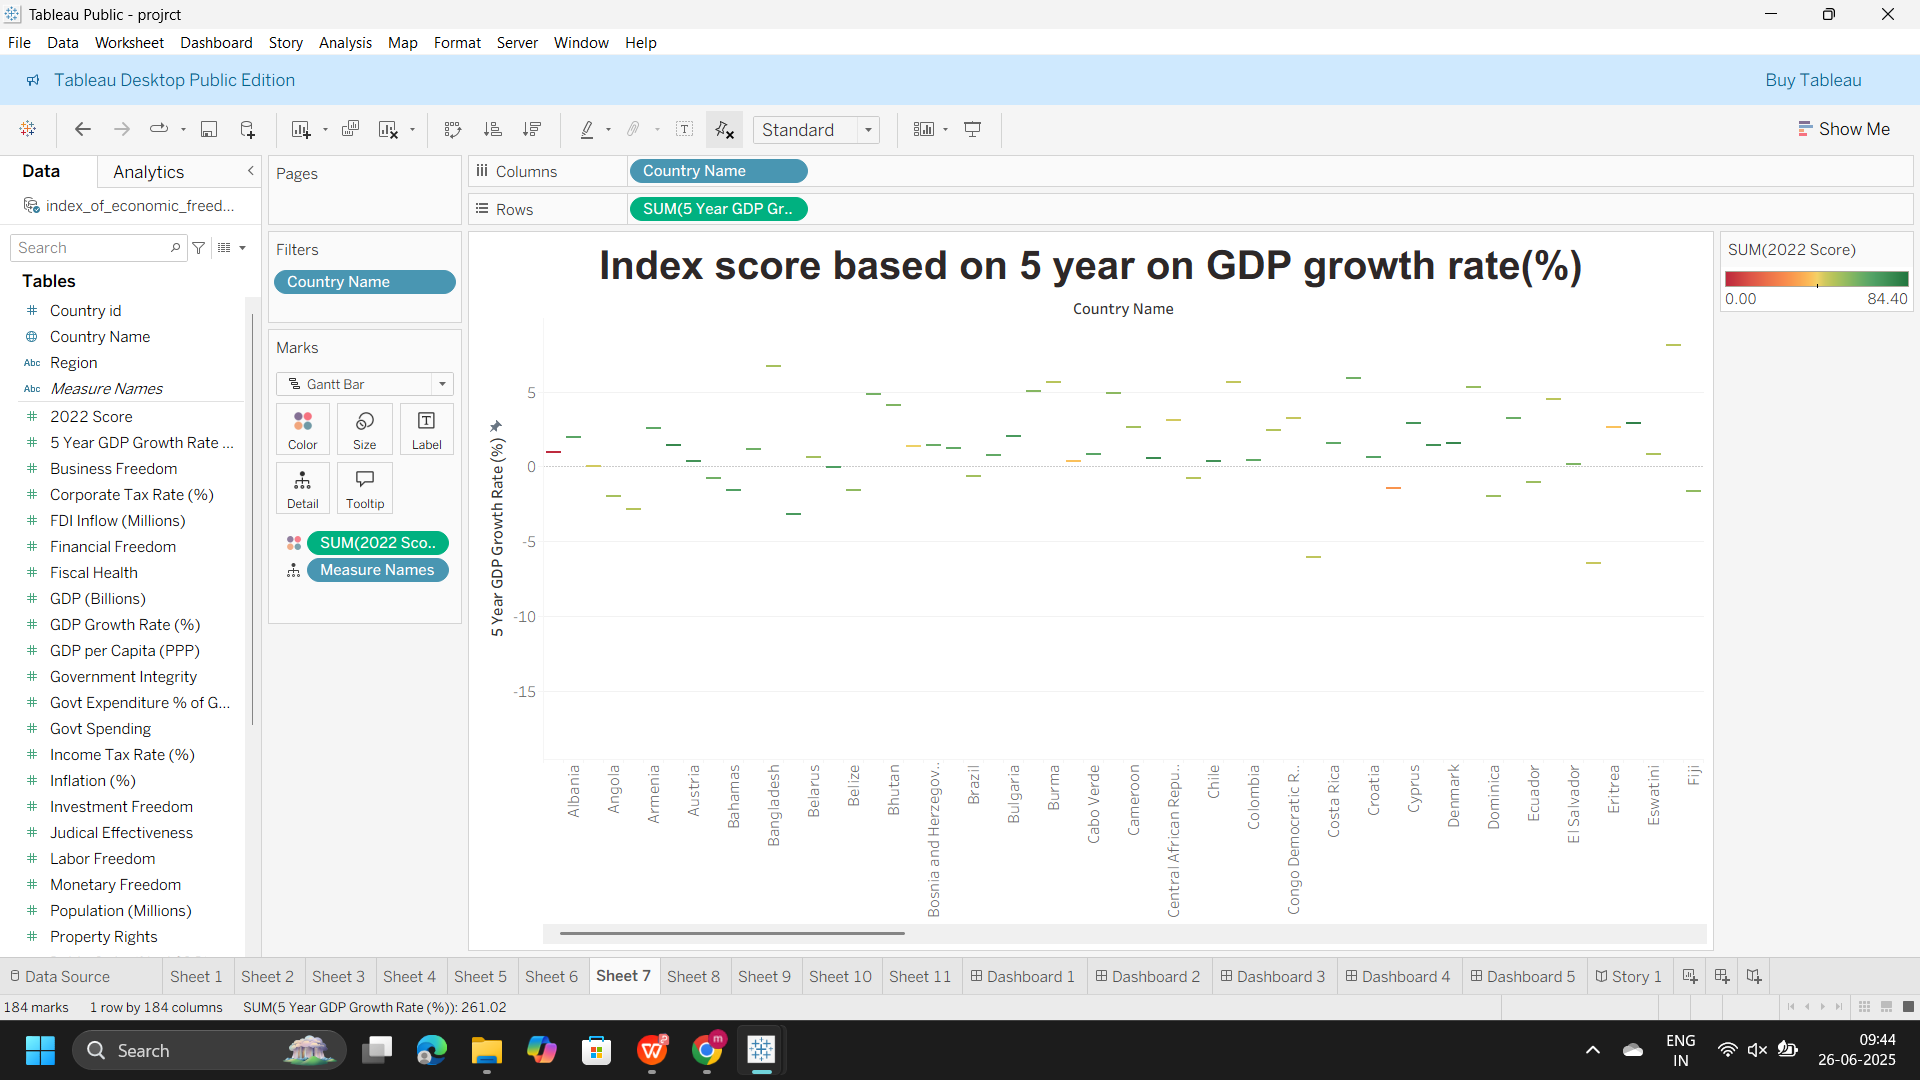 Tableau Public - projrct
File Data Worksheet Dashboard Story Analysis Map Format Server Window Help
Tableau Desktop Public Edition
Buy Tableau
Standard
Show Me
Data
Analytics
index_of_economic_freed...
Search
Tables
Country id
Country Name
Abc Region
Abc Measure Names
2022 Score
5 Year GDP Growth Rate ...
Business Freedom
Corporate Tax Rate (%)
FDI Inflow (Millions)
Financial Freedom
Fiscal Health
GDP (Billions)
GDP Growth Rate (%)
GDP per Capita (PPP)
Government Integrity
Govt Expenditure % of G...
Govt Spending
Income Tax Rate (%)
Inflation (%)
Investment Freedom
Judical Effectiveness
Labor Freedom
Monetary Freedom
Population (Millions)
Property Rights
Pages
Filters
Country Name
Marks
Gantt Bar
Color
Size
Label
Detail
Tooltip
SUM(2022 Sco..
Measure Names
Columns
Country Name
Rows
SUM(5 Year GDP Gr..
Index score based on 5 year on GDP growth rate(%)
Country Name
5 Year GDP Growth Rate (%)
5
0
-5
-10
-15
Albania
Angola
Armenia
Austria
Bahamas
Bangladesh
Belarus
Belize
Bhutan
Bosnia and Herzegov..
Brazil
Bulgaria
Burma
Cabo Verde
Cameroon
Central African Repu..
Chile
Colombia
Congo Democratic R..
Costa Rica
Croatia
Cyprus
Denmark
Dominica
Ecuador
El Salvador
Eritrea
Eswatini
Fiji
SUM(2022 Score)
0.00 84.40
Data Source
Sheet 1
Sheet 2
Sheet 3
Sheet 4
Sheet 5
Sheet 6
Sheet 7
Sheet 8
Sheet 9
Sheet 10
Sheet 11
Dashboard 1
Dashboard 2
Dashboard 3
Dashboard 4
Dashboard 5
Story 1
184 marks
1 row by 184 columns
SUM(5 Year GDP Growth Rate (%)): 261.02
Search
m
ENG
IN
09:44
26-06-2025